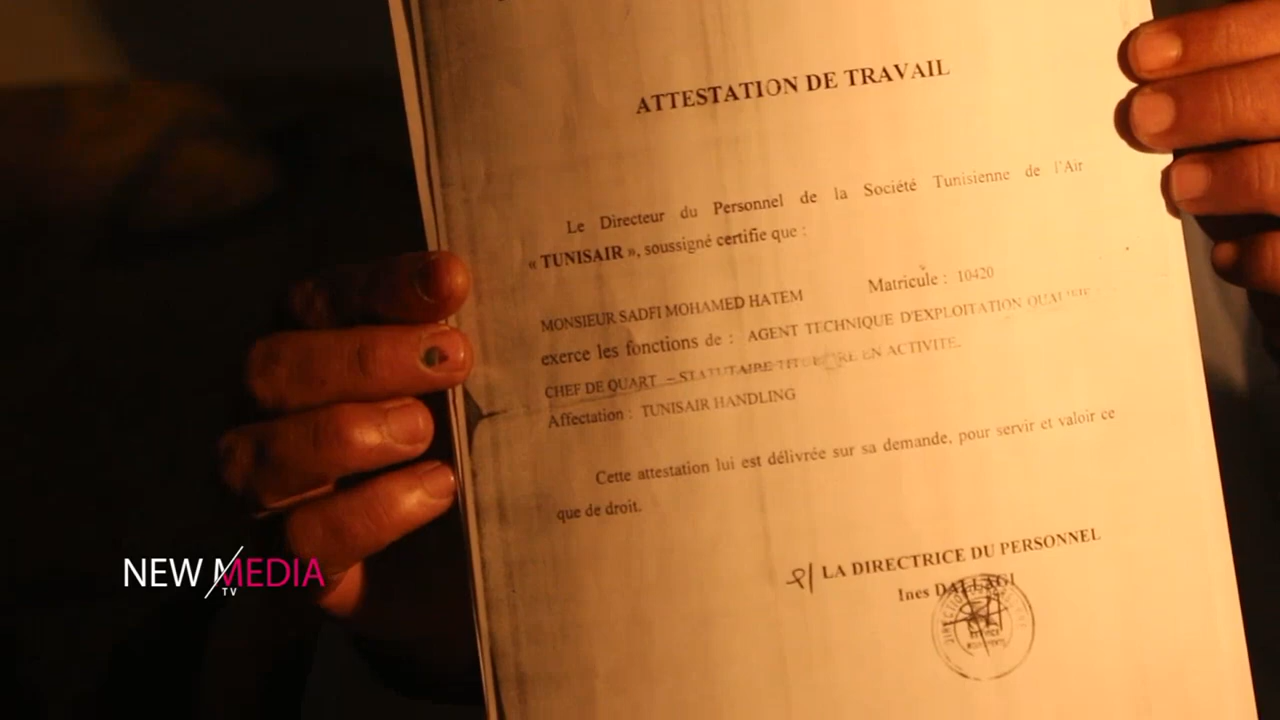 ATTESTATION DE TRAVAIL
Le Directeur du Personnel de la Société Tunisienne de l'Air
« TUNISAIR », soussigné certifie que :
MONSIEUR SADFI MOHAMED HATEM Matricule : 10420
exerce les fonctions de : AGENT TECHNIQUE D'EXPLOITATION
CHEF DE QUART – STATUTAIRE EN ACTIVITE.
Affectation : TUNISAIR HANDLING
Cette attestation lui est délivrée sur sa demande, pour servir et valoir ce
que de droit.
P/ LA DIRECTRICE DU PERSONNEL
Ines DALLAGI
NEW MEDIA
TV